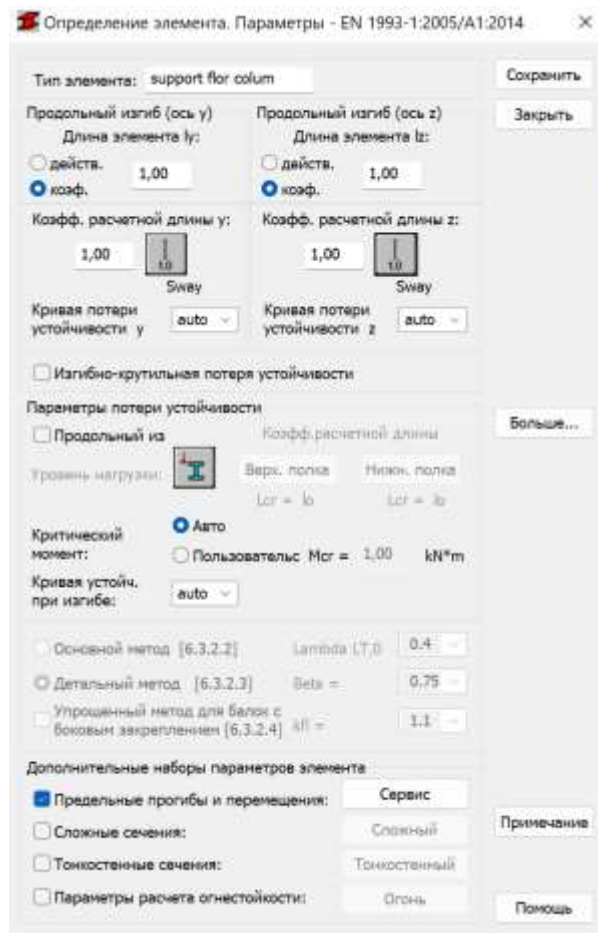 Определение элемента. Параметры - EN 1993-1:2005/A1:2014
Тип элемента: support flor colum
Сохранить
Закрыть
Продольный изгиб (ось y) Продольный изгиб (ось z)
Длина элемента ly: Длина элемента lz:
действ. действ.
1,00 1,00
коэф. коэф.
Коэфф. расчетной длины y: Коэфф. расчетной длины z:
1,00 1.0 1,00 1.0
Sway Sway
Кривая потери Кривая потери
устойчивости y auto устойчивости z auto
Изгибно-крутильная потеря устойчивости
Параметры потери устойчивости
Больше...
Продольный из Коэфф.расчетной длины
Уровень нагрузки: Верх. полка Нижн. полка
Lcr = lo Lcr = lo
Критический Авто
момент: Пользовательс Mcr = 1,00 kN*m
Кривая устойч.
при изгибе: auto
Основной метод [6.3.2.2] Lambda LT,0 0.4
Детальный метод [6.3.2.3] Beta = 0.75
Упрощенный метод для балок с
боковым закреплением [6.3.2.4] kfl = 1.1
Дополнительные наборы параметров элемента
Предельные прогибы и перемещения: Сервис
Сложные сечения: Сложный
Примечание
Тонкостенные сечения: Тонкостенный
Параметры расчета огнестойкости: Огонь
Помощь